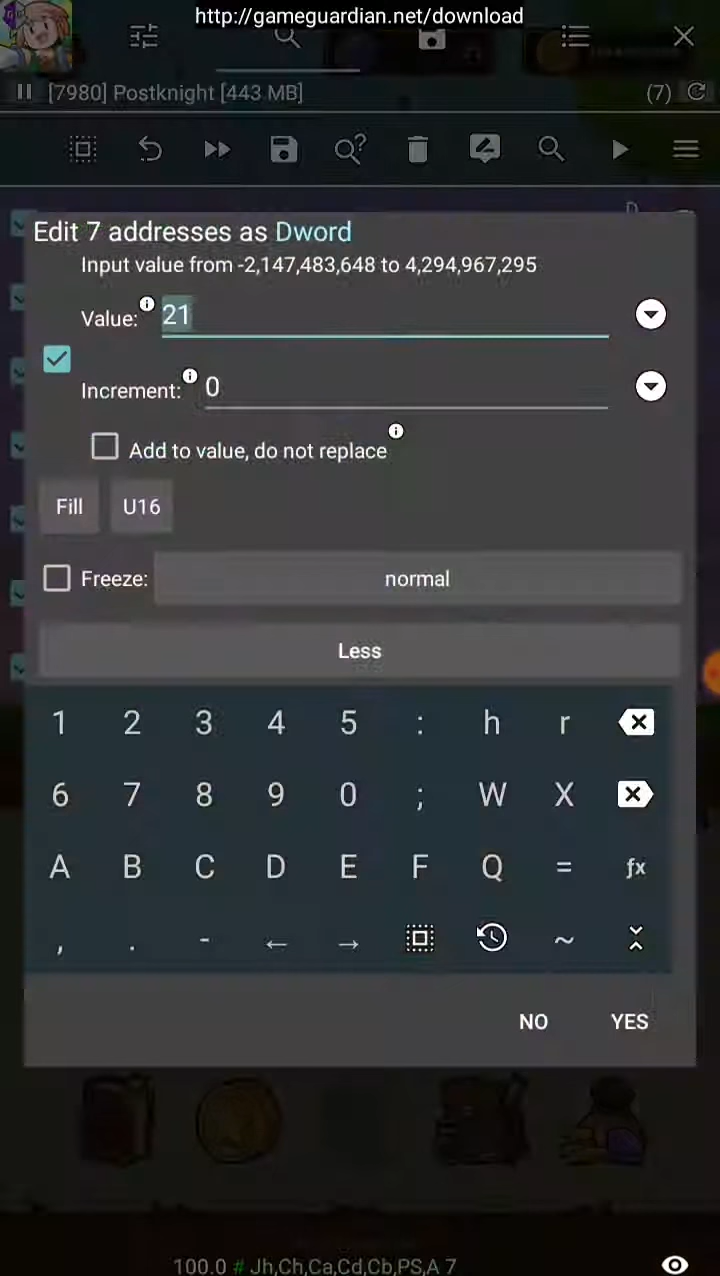 http://gameguardian.net/download
[7980] Postknight [443 MB]
(7)
Edit 7 addresses as Dword
Input value from -2,147,483,648 to 4,294,967,295
Value: 21
Increment: 0
Add to value, do not replace
Fill U16
Freeze: normal
Less
1 2 3 4 5 : h r
6 7 8 9 0 ; W X
A B C D E F Q = ƒx
, . - ← → ~
NO YES
100.0 # Jh,Ch,Ca,Cd,Cb,PS,A 7